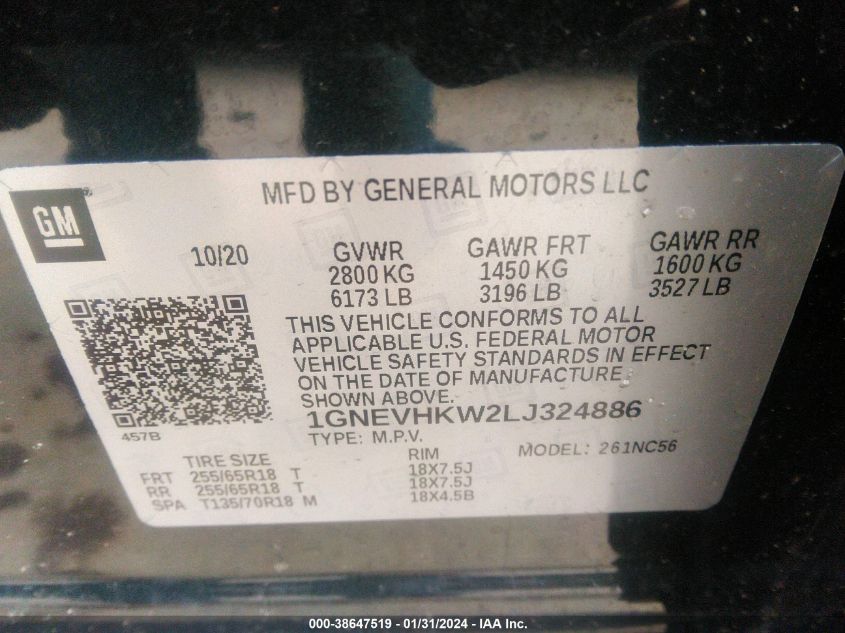 GM
MFD BY GENERAL MOTORS LLC
10/20
GVWR
2800 KG
6173 LB
GAWR FRT
1450 KG
3196 LB
GAWR RR
1600 KG
3527 LB
THIS VEHICLE CONFORMS TO ALL
APPLICABLE U.S. FEDERAL MOTOR
VEHICLE SAFETY STANDARDS IN EFFECT
ON THE DATE OF MANUFACTURE
SHOWN ABOVE.
457B
1GNEVHKW2LJ324886
TYPE: M.P.V.
MODEL: 261NC56
TIRE SIZE RIM
FRT 255/65R18 T 18X7.5J
RR 255/65R18 T 18X7.5J
SPA T135/70R18 M 18X4.5B
000-38647519 - 01/31/2024 - IAA Inc.